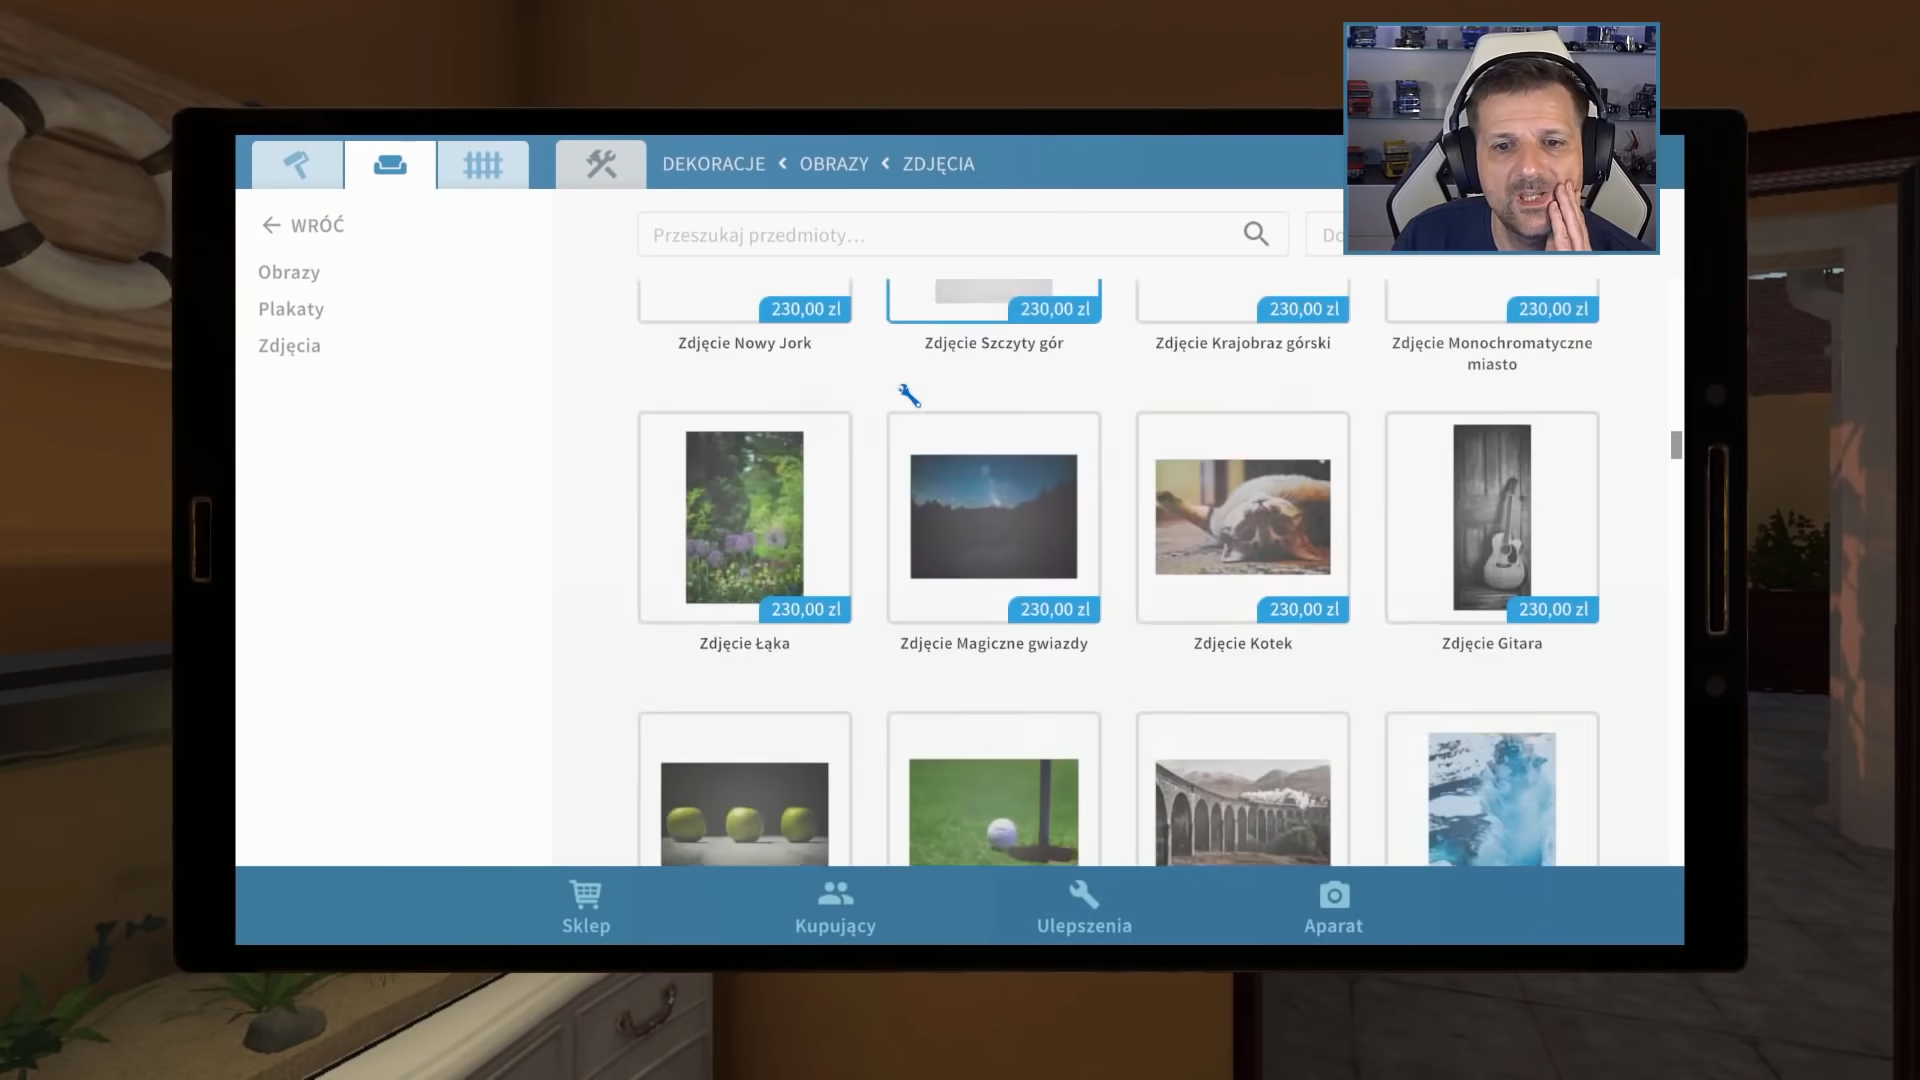 DEKORACJE < OBRAZY < ZDJĘCIA
WRÓĆ
Obrazy
Plakaty
Zdjęcia
Przeszukaj przedmioty...
Do
230,00 zl
230,00 zl
230,00 zl
230,00 zl
Zdjęcie Nowy Jork
Zdjęcie Szczyty gór
Zdjęcie Krajobraz górski
Zdjęcie Monochromatyczne
miasto
230,00 zl
230,00 zl
230,00 zl
230,00 zl
Zdjęcie Łąka
Zdjęcie Magiczne gwiazdy
Zdjęcie Kotek
Zdjęcie Gitara
Sklep
Kupujący
Ulepszenia
Aparat